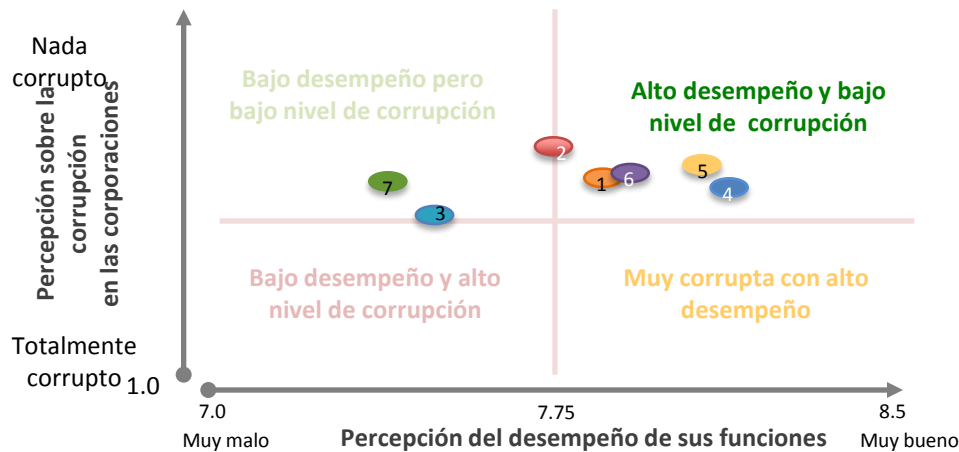 Nada
corrupto
Percepción sobre la
corrupción
en las corporaciones
Totalmente
corrupto
1.0
Bajo desempeño pero
bajo nivel de corrupción
Alto desempeño y bajo
nivel de corrupción
2
7
1
6
5
4
3
Bajo desempeño y alto
nivel de corrupción
Muy corrupta con alto
desempeño
7.0
7.75
8.5
Muy malo
Percepción del desempeño de sus funciones
Muy bueno